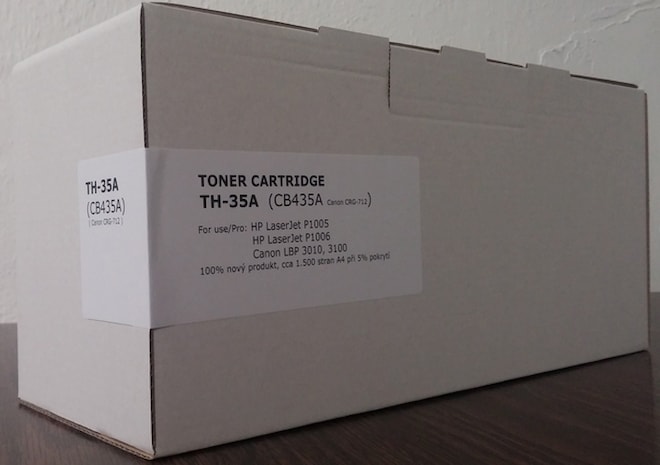 TH-35A
(CB435A)
( Canon CRG-712 )
TONER CARTRIDGE
TH-35A (CB435A Canon CRG-712)
For use/Pro: HP LaserJet P1005
HP LaserJet P1006
Canon LBP 3010, 3100
100% nový produkt, cca 1.500 stran A4 při 5% pokrytí